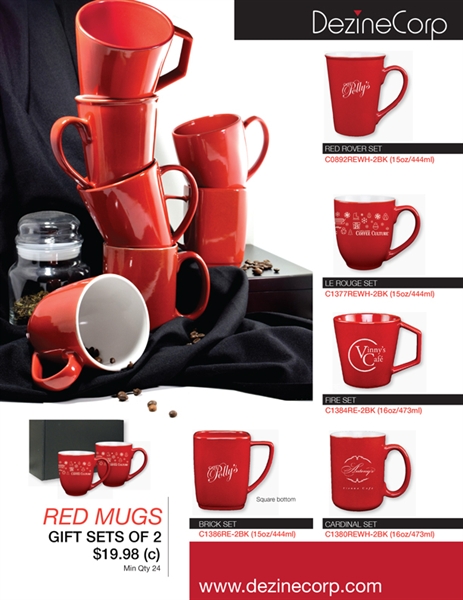 DezineCorp
Polly's
RED ROVER SET
C0892REWH-2BK (15oz/444ml)
COFFEE CULTURE
LE ROUGE SET
C1377REWH-2BK (15oz/444ml)
Vinny's
Café
FIRE SET
C1384RE-2BK (16oz/473ml)
RED MUGS
GIFT SETS OF 2
$19.98 (c)
Min Qty 24
Polly's
Square bottom
BRICK SET
C1386RE-2BK (15oz/444ml)
CARDINAL SET
C1380REWH-2BK (16oz/473ml)
www.dezinecorp.com